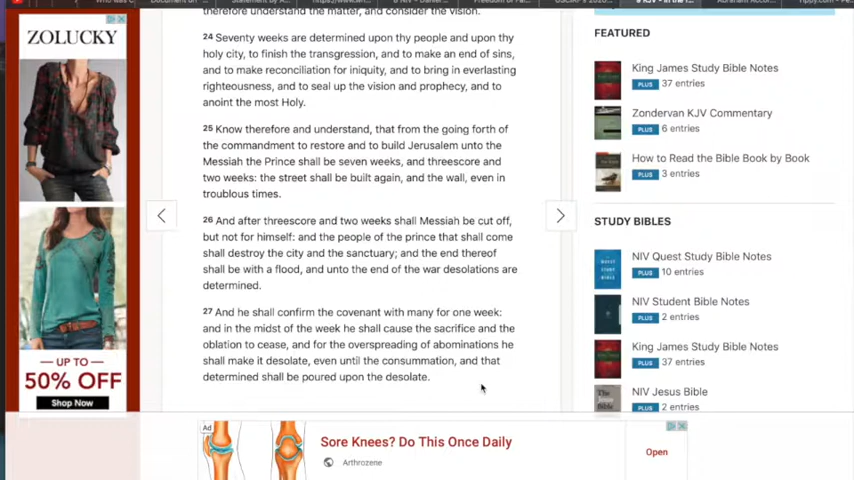 therefore understand the matter, and consider the vision.
24 Seventy weeks are determined upon thy people and upon thy
holy city, to finish the transgression, and to make an end of sins,
and to make reconciliation for iniquity, and to bring in everlasting
righteousness, and to seal up the vision and prophecy, and to
anoint the most Holy.
25 Know therefore and understand, that from the going forth of
the commandment to restore and to build Jerusalem unto the
Messiah the Prince shall be seven weeks, and threescore and
two weeks: the street shall be built again, and the wall, even in
troublous times.
26 And after threescore and two weeks shall Messiah be cut off,
but not for himself: and the people of the prince that shall come
shall destroy the city and the sanctuary; and the end thereof
shall be with a flood, and unto the end of the war desolations are
determined.
27 And he shall confirm the covenant with many for one week:
and in the midst of the week he shall cause the sacrifice and the
oblation to cease, and for the overspreading of abominations he
shall make it desolate, even until the consummation, and that
determined shall be poured upon the desolate.
ZOLUCKY
UP TO
50% OFF
Shop Now
FEATURED
King James Study Bible Notes
PLUS 37 entries
Zondervan KJV Commentary
PLUS 6 entries
How to Read the Bible Book by Book
PLUS 3 entries
STUDY BIBLES
NIV Quest Study Bible Notes
PLUS 10 entries
NIV Student Bible Notes
PLUS 2 entries
King James Study Bible Notes
PLUS 37 entries
NIV Jesus Bible
PLUS 2 entries
Ad
Sore Knees? Do This Once Daily
Arthrozene
Open